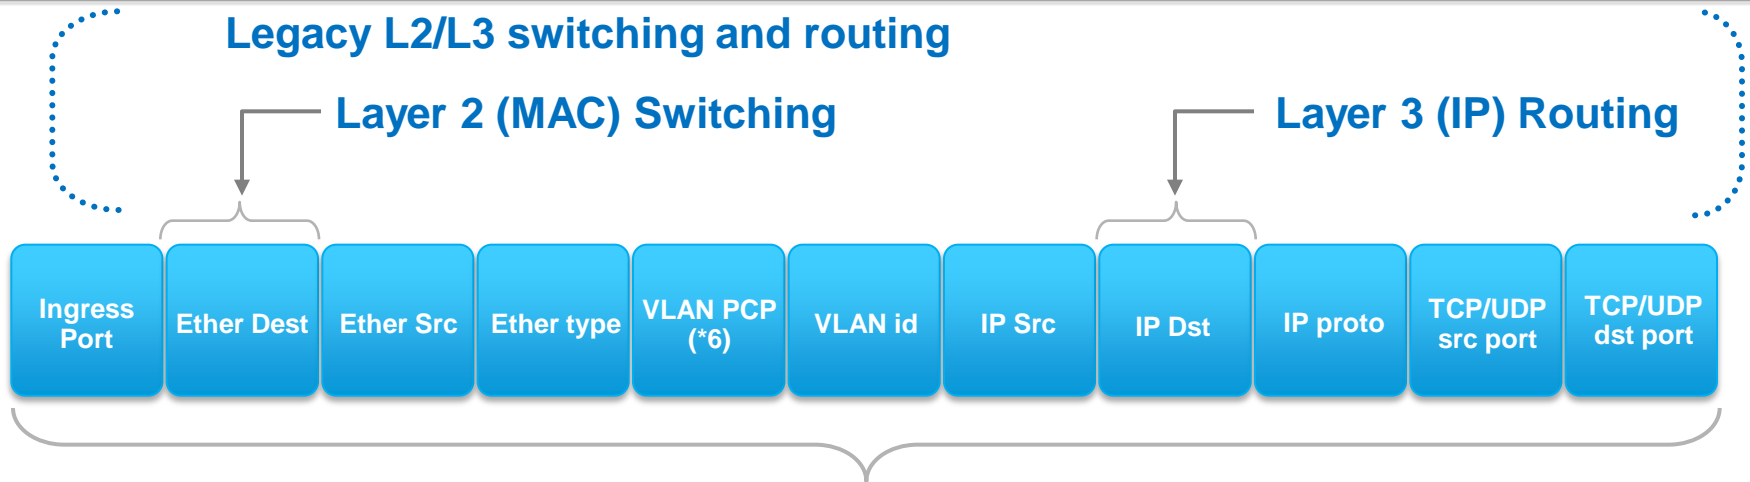 Legacy L2/L3 switching and routing
Layer 2 (MAC) Switching
Layer 3 (IP) Routing
Ingress
Port
Ether Dest
Ether Src
Ether type
VLAN PCP
(*6)
VLAN id
IP Src
IP Dst
IP proto
TCP/UDP
src port
TCP/UDP
dst port